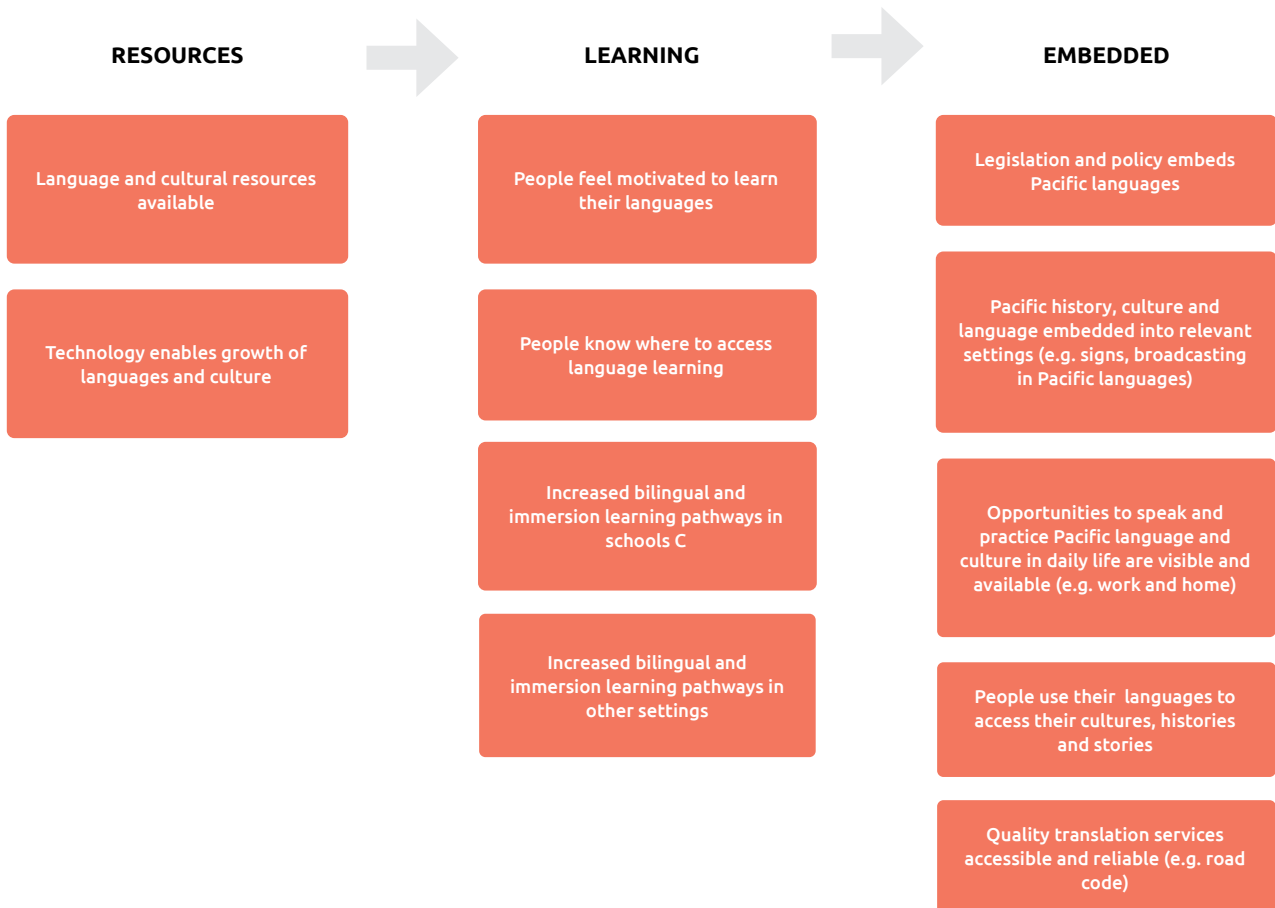 RESOURCES
Language and cultural resources
available
Technology enables growth of
languages and culture
LEARNING
People feel motivated to learn
their languages
People know where to access
language learning
Increased bilingual and
immersion learning pathways in
schools C
Increased bilingual and
immersion learning pathways in
other settings
EMBEDDED
Legislation and policy embeds
Pacific languages
Pacific history, culture and
language embedded into relevant
settings (e.g. signs, broadcasting
in Pacific languages)
Opportunities to speak and
practice Pacific language and
culture in daily life are visible and
available (e.g. work and home)
People use their languages to
access their cultures, histories
and stories
Quality translation services
accessible and reliable (e.g. road
code)